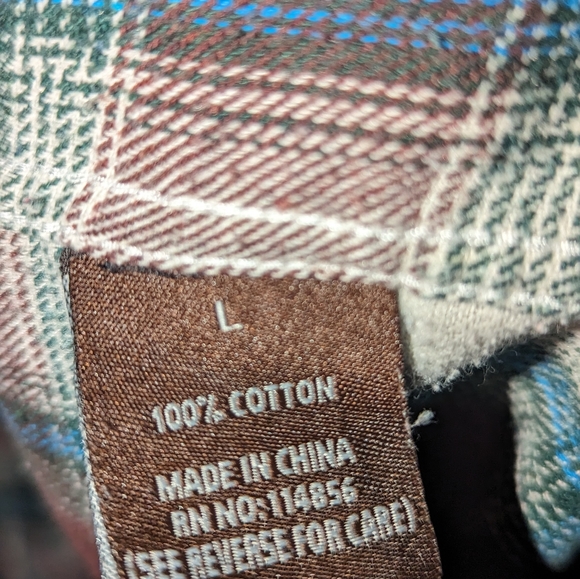 L
100% COTTON
MADE IN CHINA
RN NO: 114856
(SEE REVERSE FOR CARE)